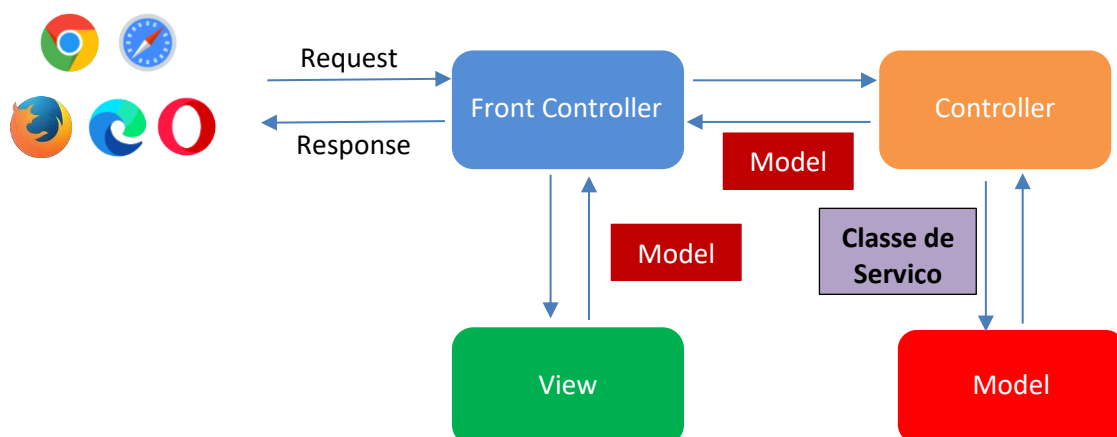 Request
Front Controller
Controller
Response
Model
Classe de
Servico
Model
View
Model